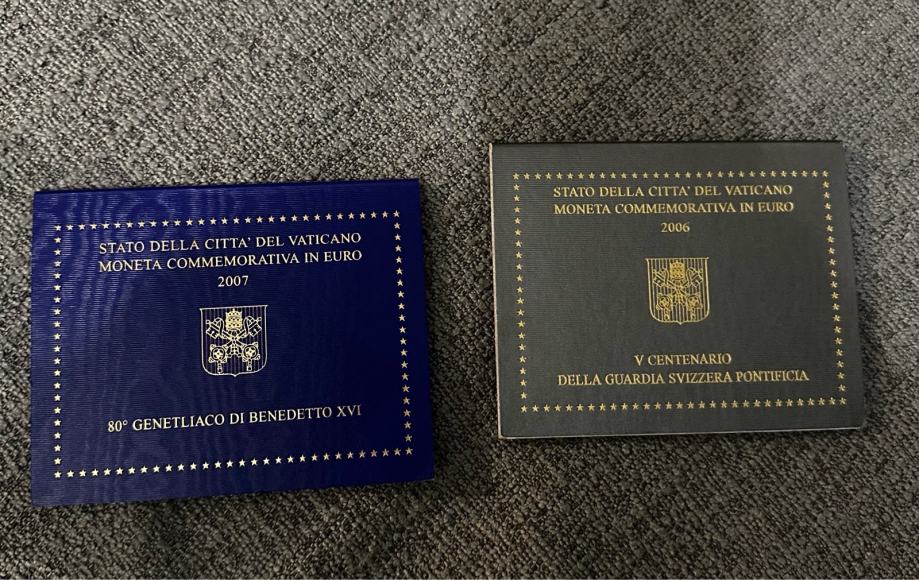 STATO DELLA CITTA' DEL VATICANO
MONETA COMMEMORATIVA IN EURO
2007
80° GENETLIACO DI BENEDETTO XVI
STATO DELLA CITTA' DEL VATICANO
MONETA COMMEMORATIVA IN EURO
2006
V CENTENARIO
DELLA GUARDIA SVIZZERA PONTIFICIA